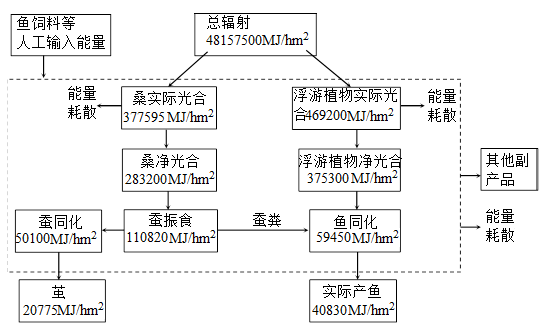 鱼饲料等
人工输入能量
总辐射
48157500MJ/hm²
能量
耗散
桑实际光合
377595MJ/hm²
浮游植物实际光
合469200MJ/hm²
能量
耗散
桑净光合
283200MJ/hm²
浮游植物净光合
375300MJ/hm²
其他副
产品
蚕同化
50100MJ/hm²
蚕振食
110820MJ/hm²
蚕粪
鱼同化
59450MJ/hm²
能量
耗散
茧
20775MJ/hm²
实际产鱼
40830MJ/hm²